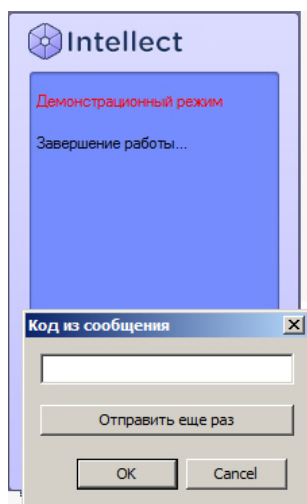 Intellect
Демонстрационный режим
Завершение работы...
Код из сообщения
Отправить еще раз
OK Cancel